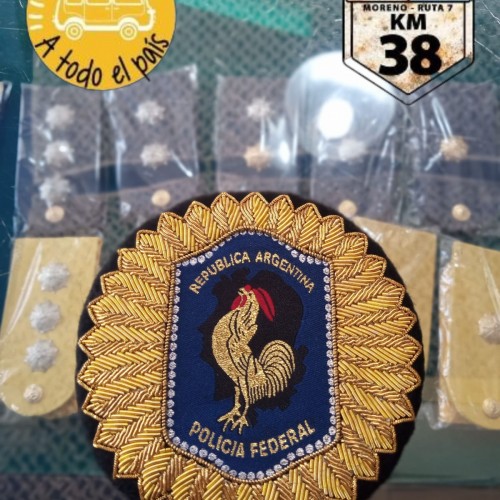 A todo el país
MORENO - RUTA 7
KM
38
REPUBLICA ARGENTINA
POLICIA FEDERAL